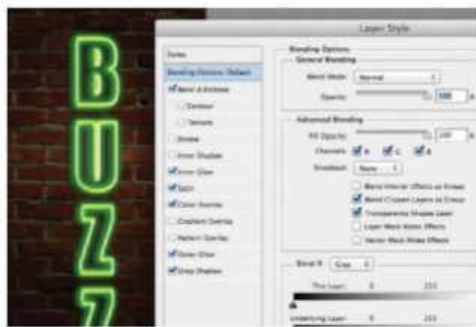 B
U
Z
Z
Layer Style
Styles
Blending Options: Default
Bevel & Emboss
Contour
Texture
Stroke
Inner Shadow
Inner Glow
Satin
Color Overlay
Gradient Overlay
Pattern Overlay
Outer Glow
Drop Shadow
Blending Options
General Blending
Blend Mode: Normal
Opacity: 100 %
Advanced Blending
Fill Opacity: 100 %
Channels: R G B
Knockout: None
Blend Interior Effects as Group
Blend Clipped Layers as Group
Transparency Shapes Layer
Layer Mask Hides Effects
Vector Mask Hides Effects
Blend If: Gray
This Layer: 0 255
Underlying Layer: 0 255